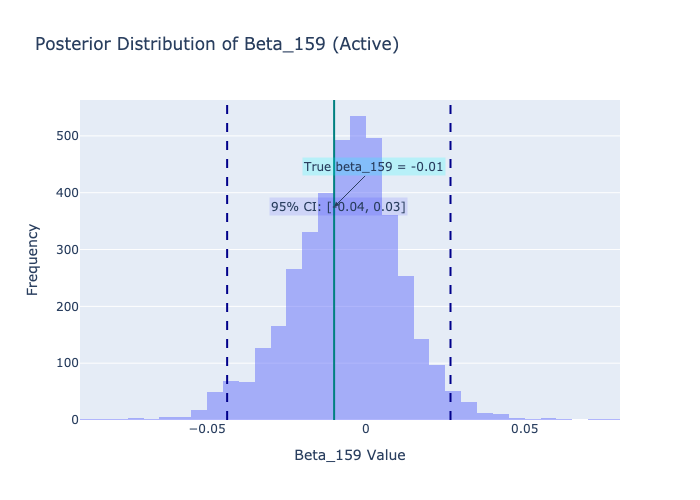 Posterior Distribution of Beta_159 (Active)
500
True beta_159 = -0.01
400
95% CI: [-0.04, 0.03]
300
Frequency
200
100
0
−0.05
0
0.05
Beta_159 Value